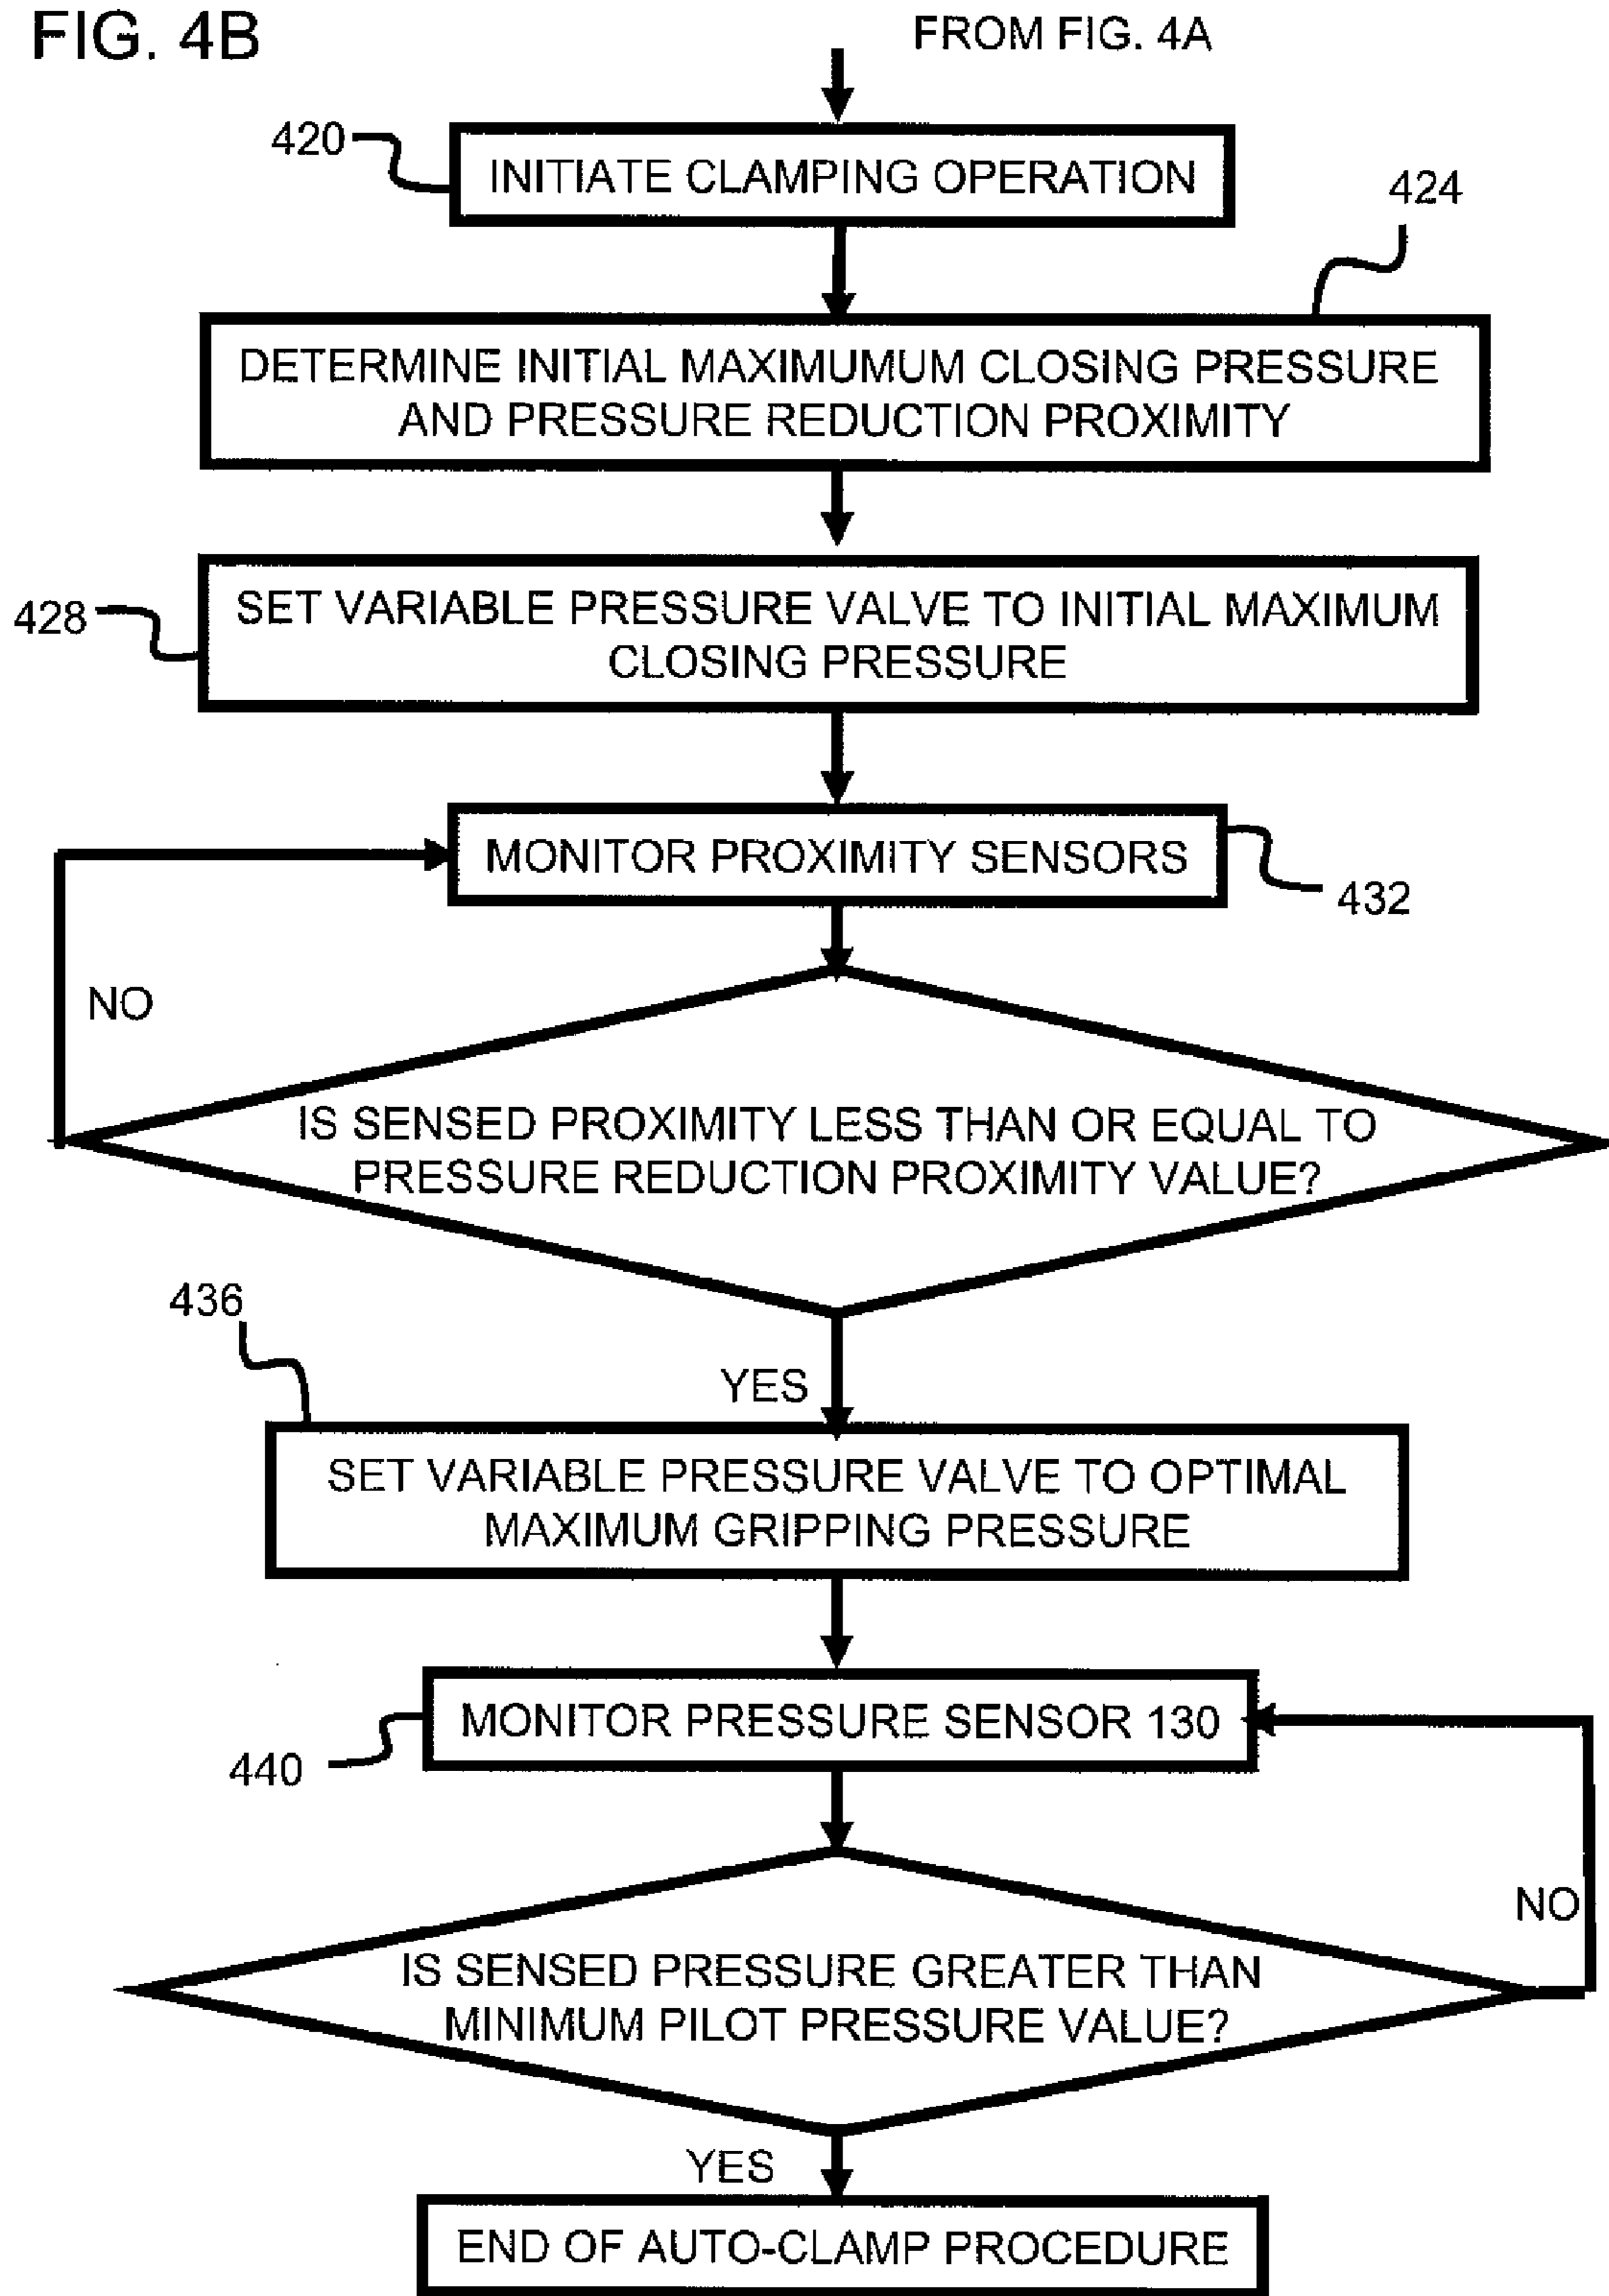 FIG. 4B
FROM FIG. 4A
420
INITIATE CLAMPING OPERATION
424
DETERMINE INITIAL MAXIMUMUM CLOSING PRESSURE
AND PRESSURE REDUCTION PROXIMITY
428
SET VARIABLE PRESSURE VALVE TO INITIAL MAXIMUM
CLOSING PRESSURE
MONITOR PROXIMITY SENSORS
432
NO
IS SENSED PROXIMITY LESS THAN OR EQUAL TO
PRESSURE REDUCTION PROXIMITY VALUE?
436
YES
SET VARIABLE PRESSURE VALVE TO OPTIMAL
MAXIMUM GRIPPING PRESSURE
MONITOR PRESSURE SENSOR 130
440
NO
IS SENSED PRESSURE GREATER THAN
MINIMUM PILOT PRESSURE VALUE?
YES
END OF AUTO-CLAMP PROCEDURE